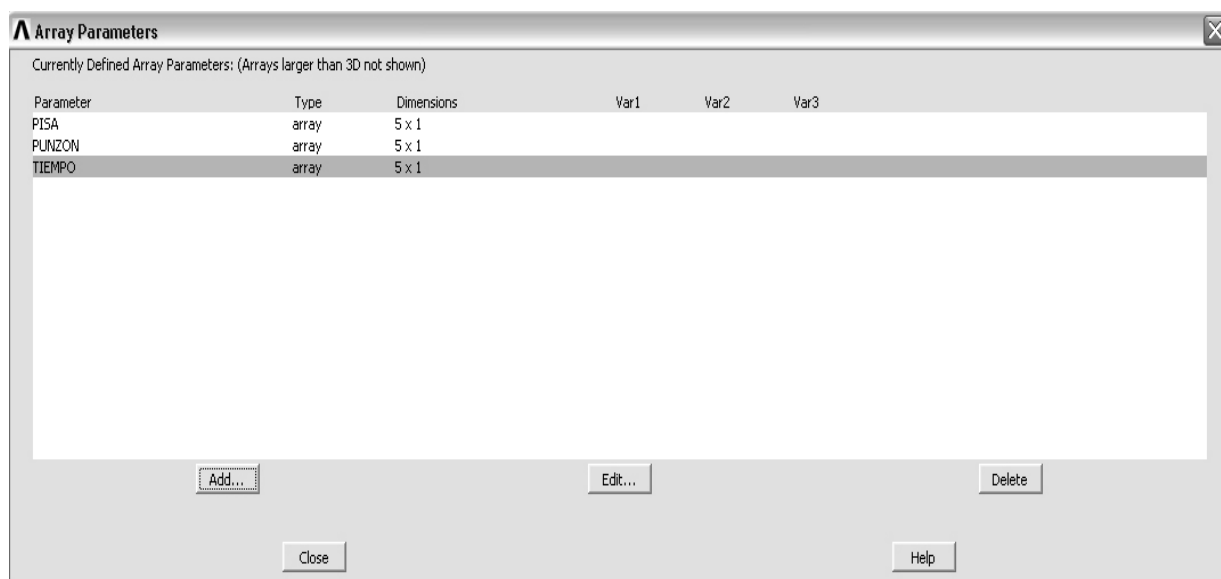 Array Parameters
Currently Defined Array Parameters: (Arrays larger than 3D not shown)
Parameter Type Dimensions Var1 Var2 Var3
PISA array 5 x 1
PUNZON array 5 x 1
TIEMPO array 5 x 1
Add... Edit... Delete
Close Help